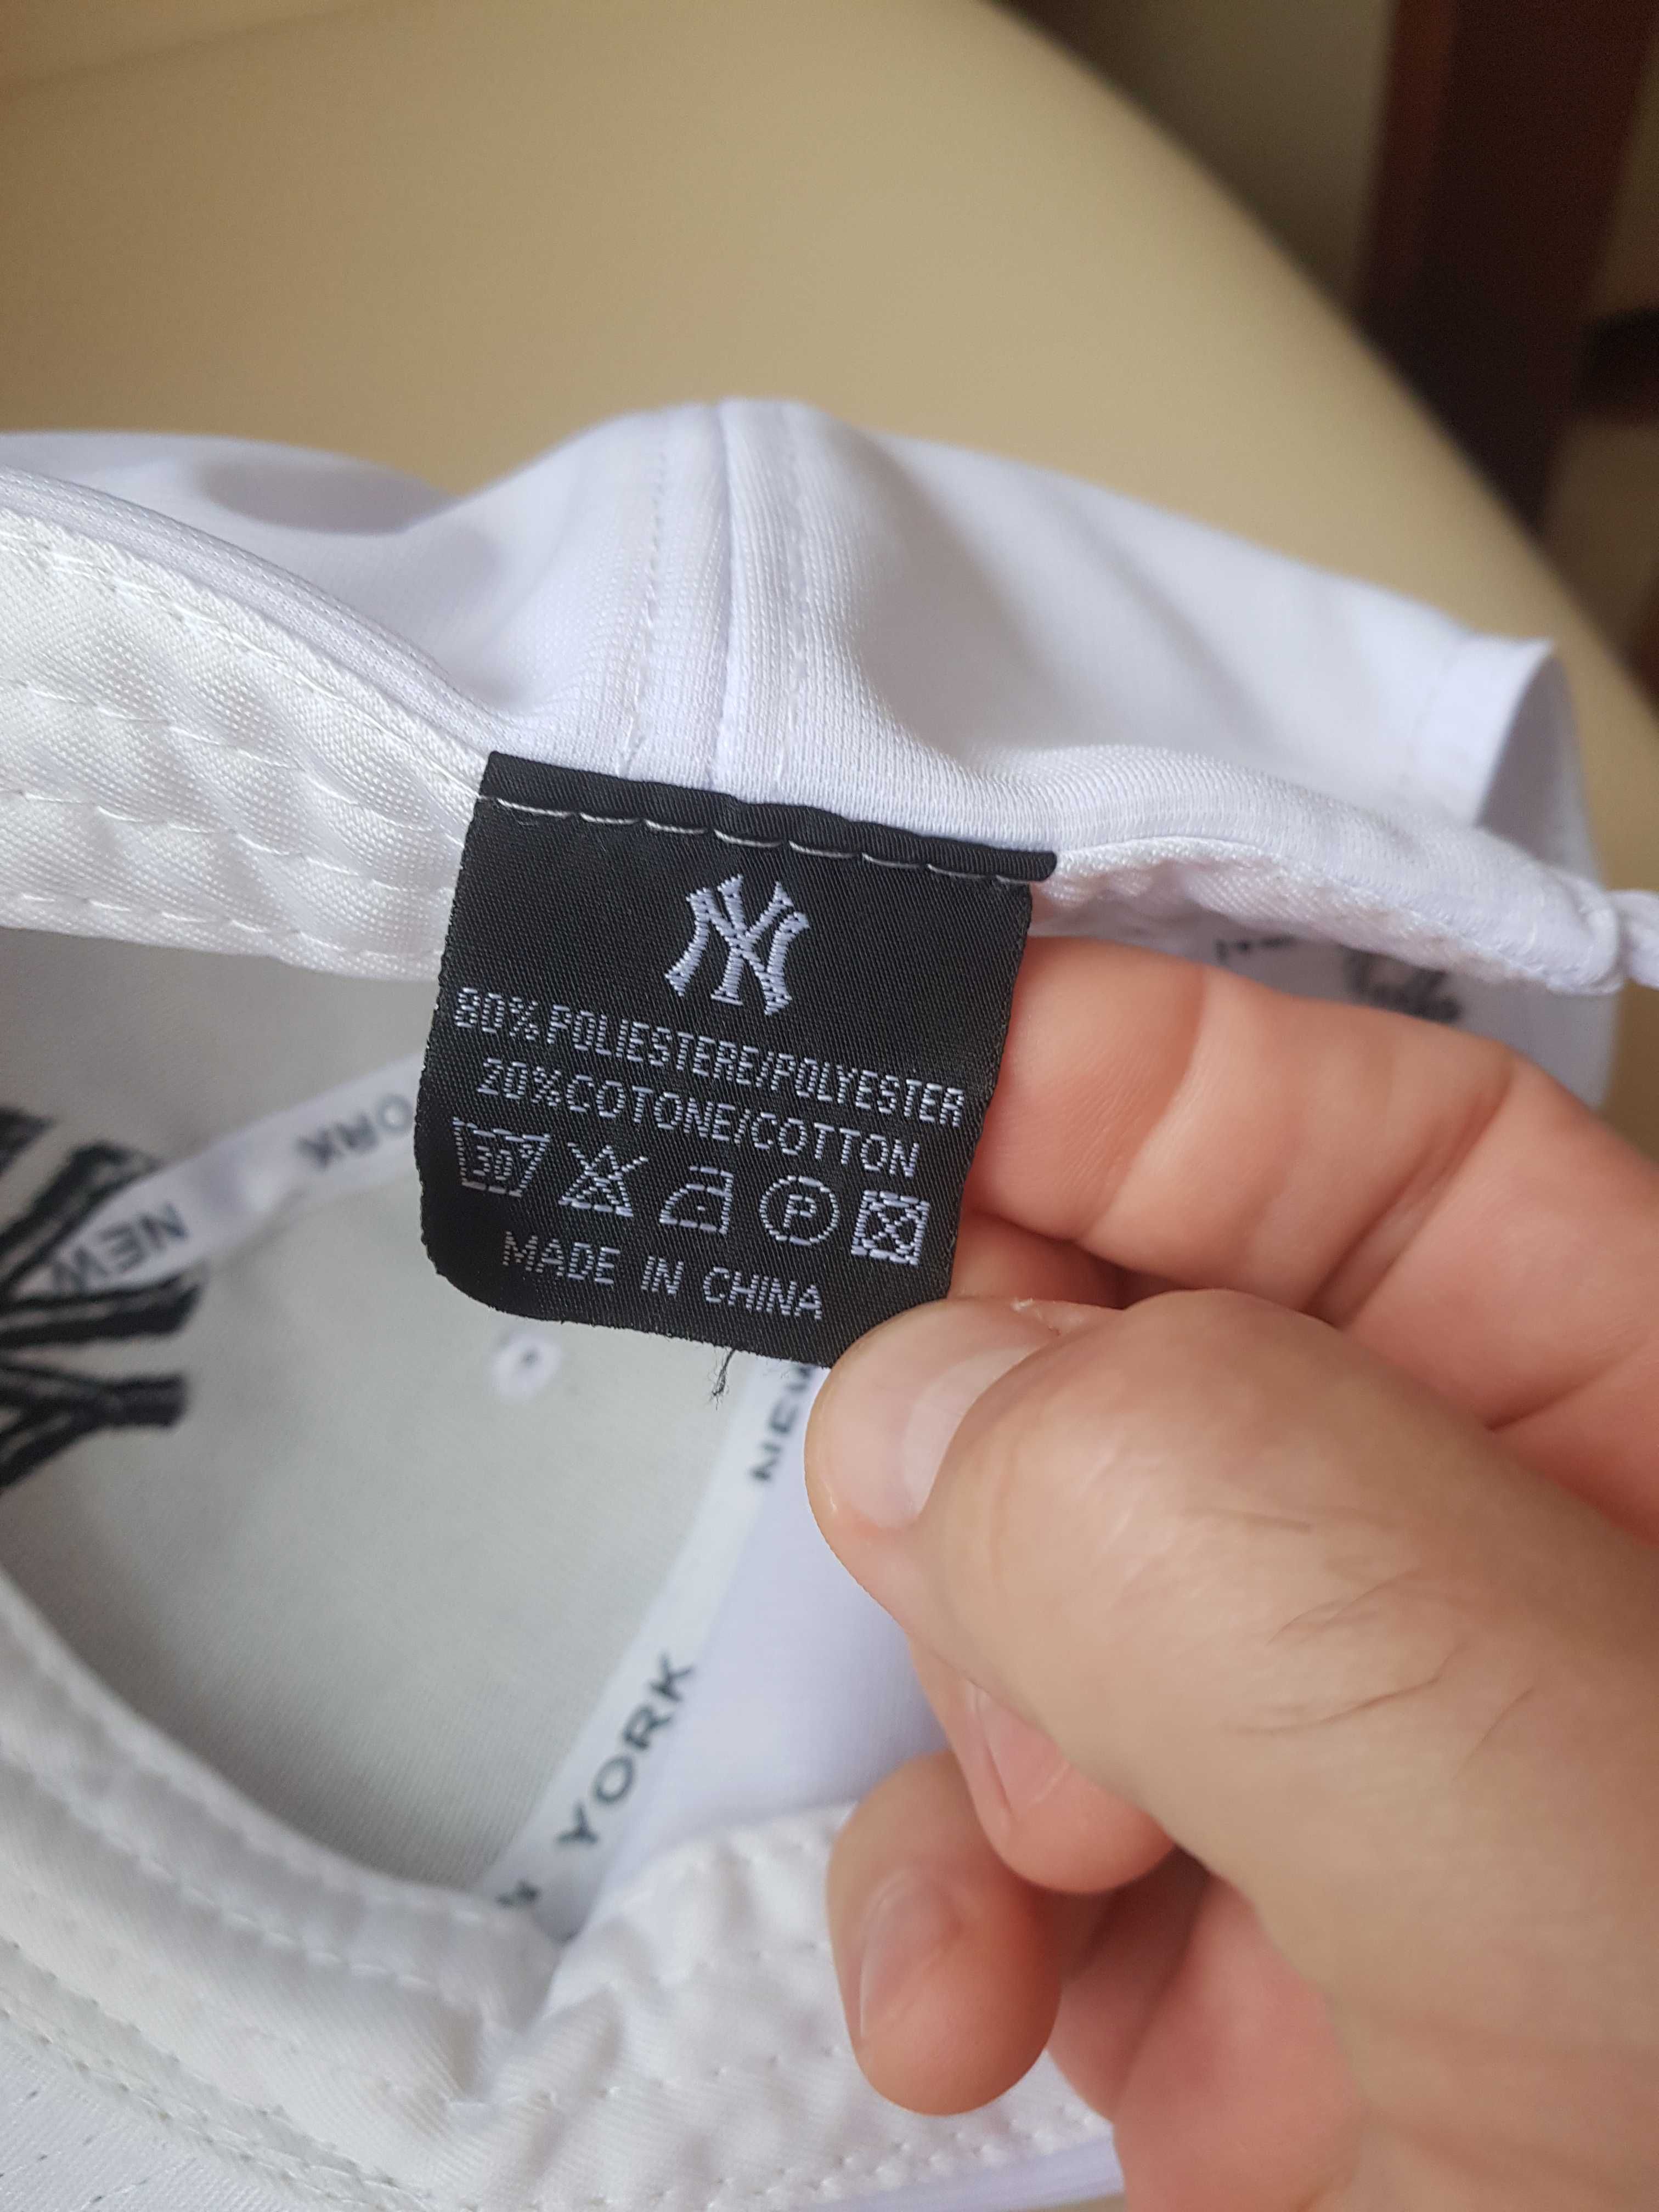 NY
80% POLIESTERE/POLYESTER
20%COTONE/COTTON
30°
P
MADE IN CHINA
NEW YORK
NEW YORK